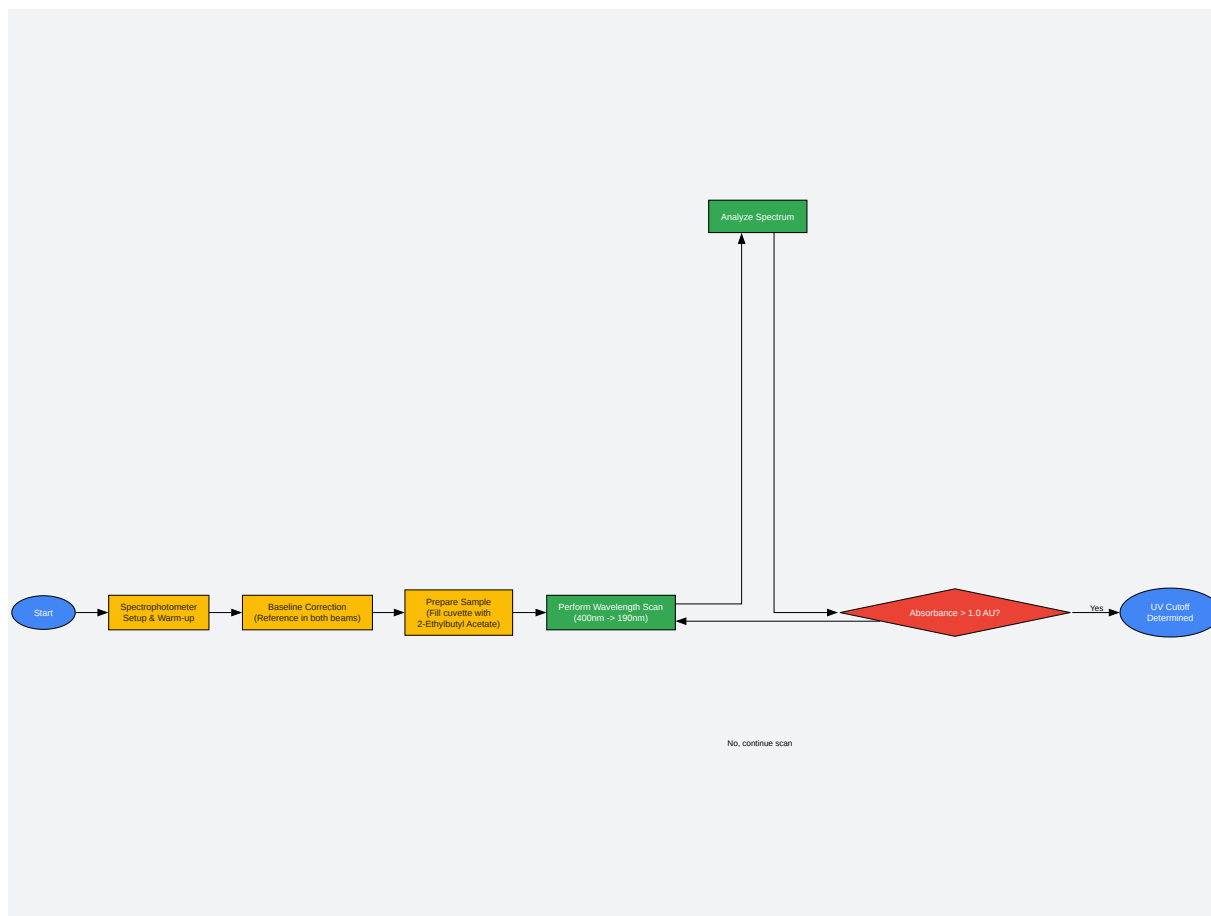 Analyze Spectrum
Start
Spectrophotometer
Setup & Warm-up
Baseline Correction
(Reference in both beams)
Prepare Sample
(Fill cuvette with
2-Ethylbutyl Acetate)
Perform Wavelength Scan
(400nm -> 190nm)
Absorbance > 1.0 AU?
Yes
UV Cutoff
Determined
No, continue scan